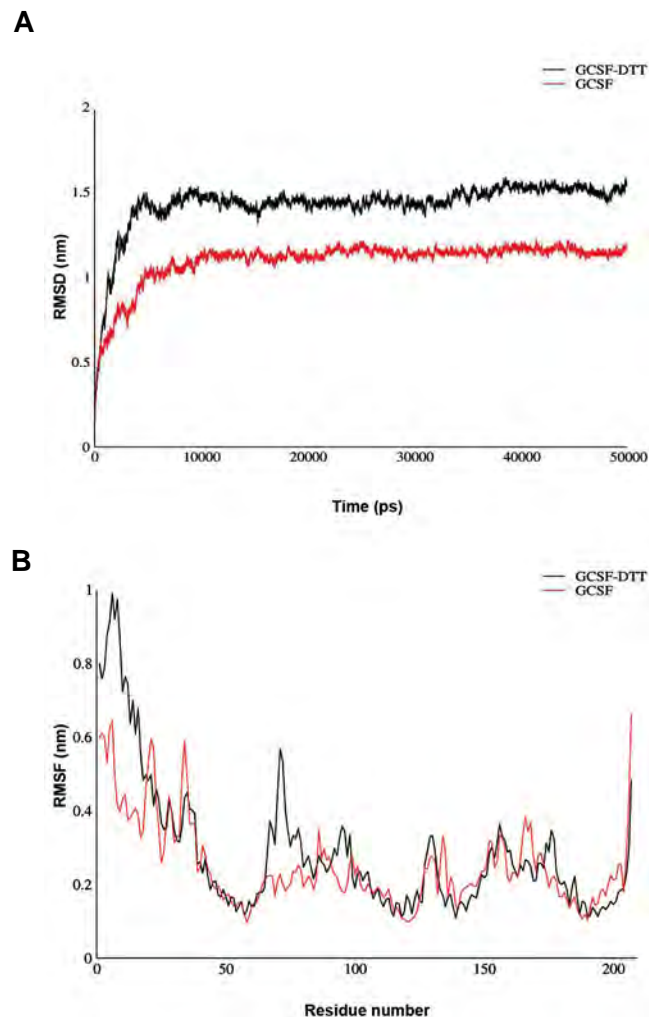 A
GCSF-DTT
GCSF
2
1.5
1
0.5
0
RMSD (nm)
0 10000 20000 30000 40000 50000
Time (ps)
B
GCSF-DTT
GCSF
1
0.8
0.6
0.4
0.2
0
RMSF (nm)
0 50 100 150 200
Residue number